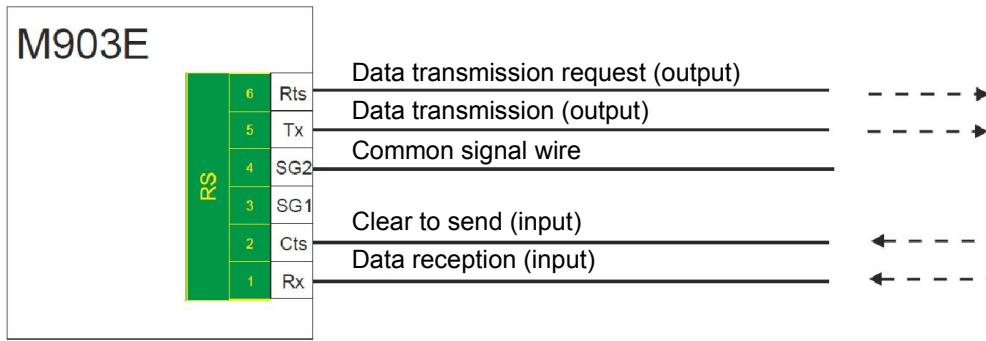 M903E
RS
6 Rts Data transmission request (output)
5 Tx Data transmission (output)
4 SG2 Common signal wire
3 SG1
2 Cts Clear to send (input)
1 Rx Data reception (input)